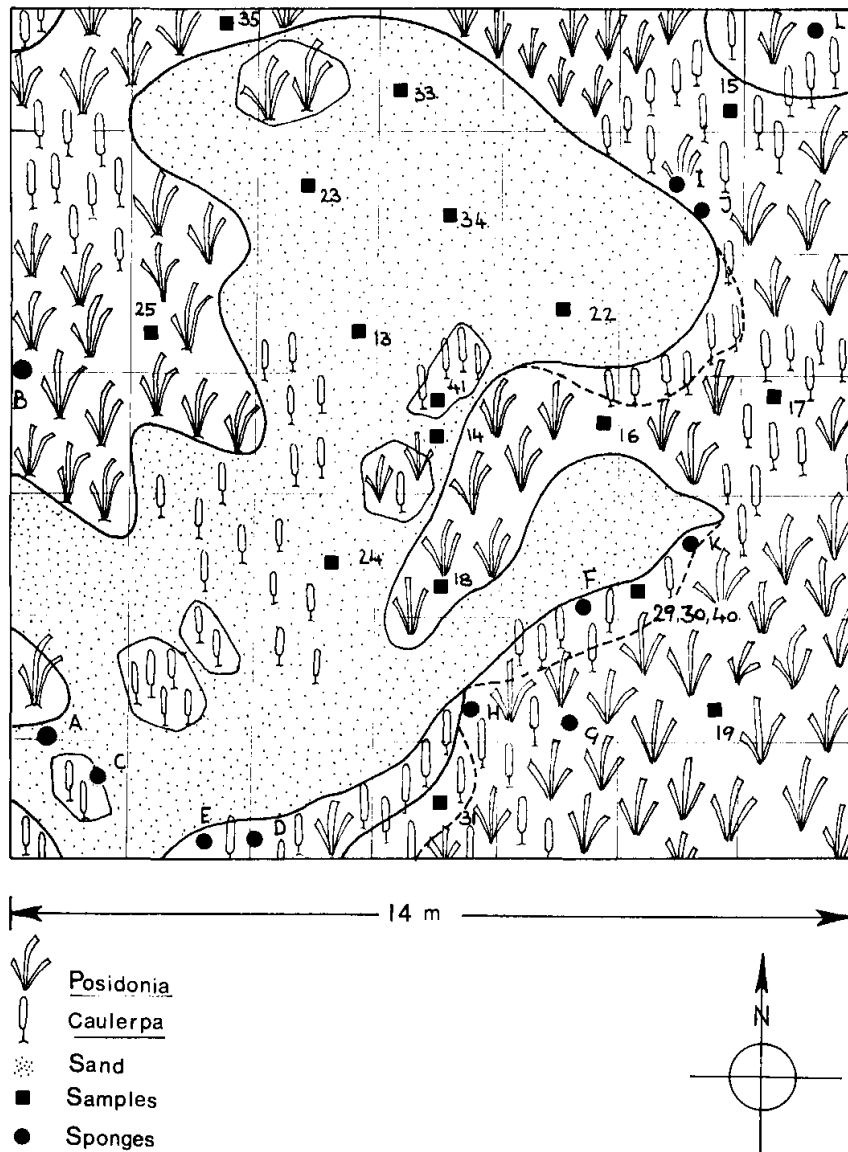 35
L
33
15
I
23
J
34
25
13
22
B
41
17
14
16
K
24
18
F
29,30,40
A
H
G
19
C
31
E
D
14 m
Posidonia
Caulerpa
Sand
Samples
Sponges
N